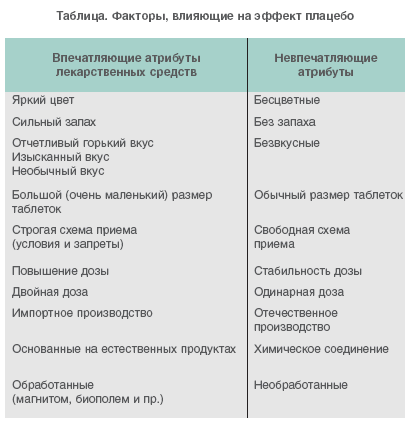 Таблица. Факторы, влияющие на эффект плацебо
Впечатляющие атрибуты
лекарственных средств
Невпечатляющие
атрибуты
Яркий цвет
Бесцветные
Сильный запах
Без запаха
Отчетливый горький вкус
Изысканный вкус
Необычный вкус
Безвкусные
Большой (очень маленький) размер
таблеток
Обычный размер таблеток
Строгая схема приема
(условия и запреты)
Свободная схема
приема
Повышение дозы
Стабильность дозы
Двойная доза
Одинарная доза
Импортное производство
Отечественное
производство
Основанные на естественных продуктах
Химическое соединение
Обработанные
(магнитом, биополем и пр.)
Необработанные